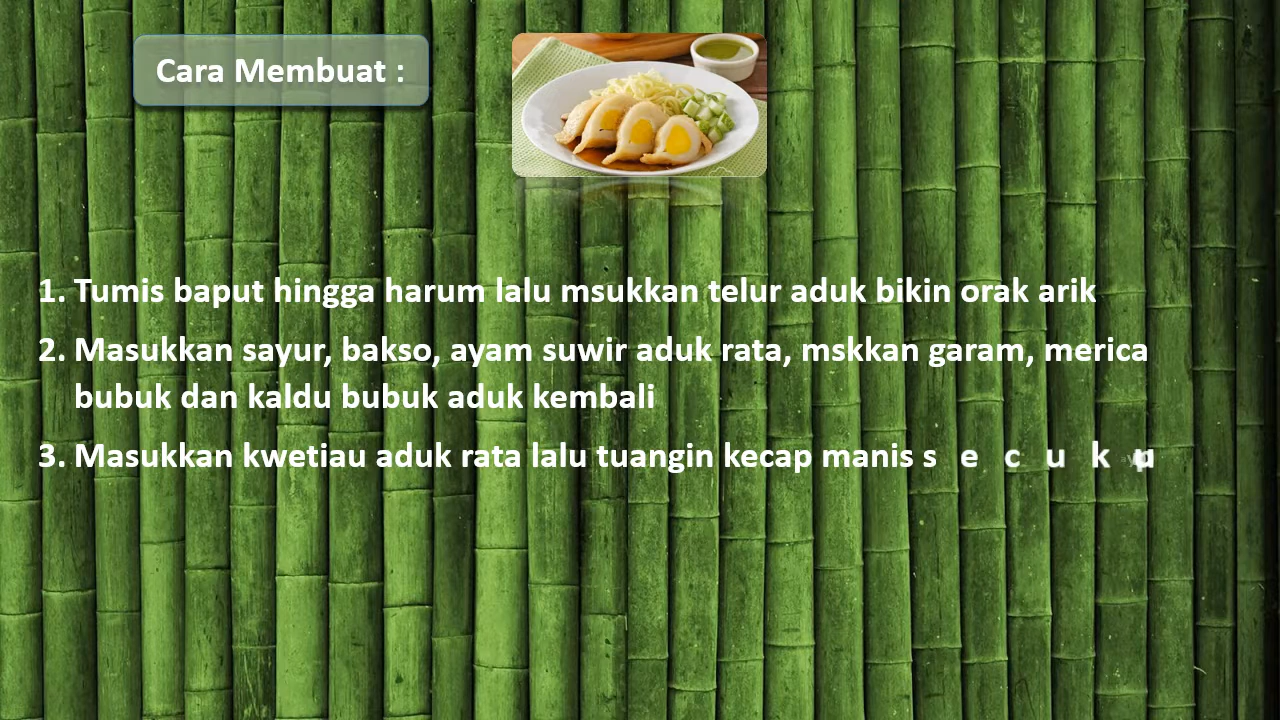 Cara Membuat :
1. Tumis baput hingga harum lalu msukkan telur aduk bikin orak arik
2. Masukkan sayur, bakso, ayam suwir aduk rata, mskkan garam, merica
bubuk dan kaldu bubuk aduk kembali
3. Masukkan kwetiau aduk rata lalu tuangin kecap manis s e c u k u